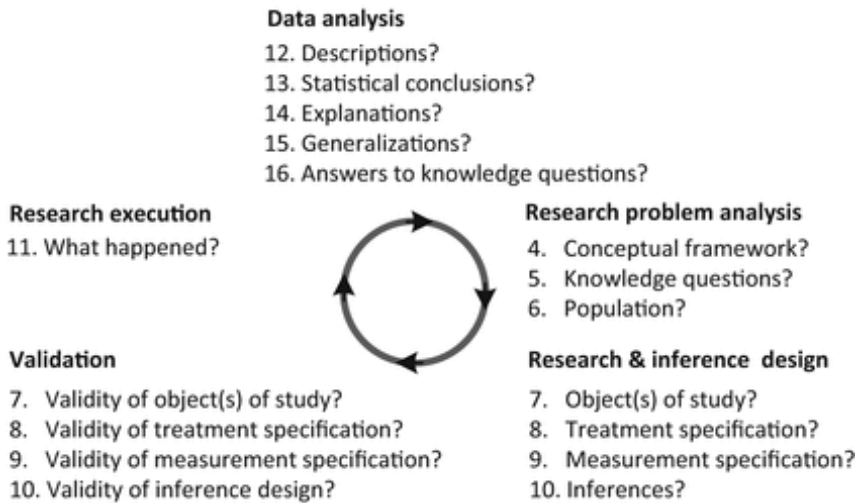 Data analysis
12. Descriptions?
13. Statistical conclusions?
14. Explanations?
15. Generalizations?
16. Answers to knowledge questions?
Research execution
11. What happened?
Research problem analysis
4. Conceptual framework?
5. Knowledge questions?
6. Population?
Validation
7. Validity of object(s) of study?
8. Validity of treatment specification?
9. Validity of measurement specification?
10. Validity of inference design?
Research & inference design
7. Object(s) of study?
8. Treatment specification?
9. Measurement specification?
10. Inferences?